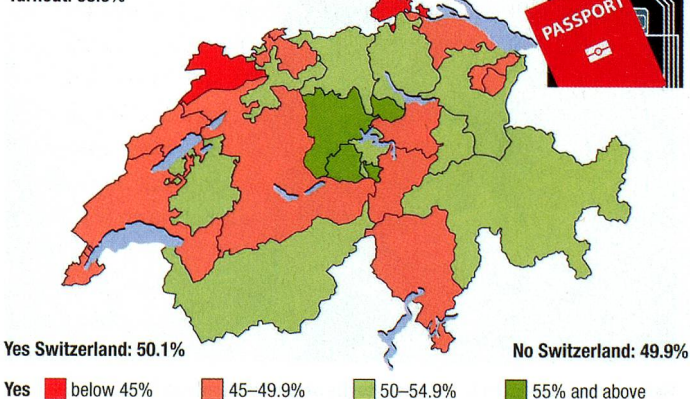 PASSPORT
Yes Switzerland: 50.1%
No Switzerland: 49.9%
Yes
below 45%
45–49.9%
50–54.9%
55% and above